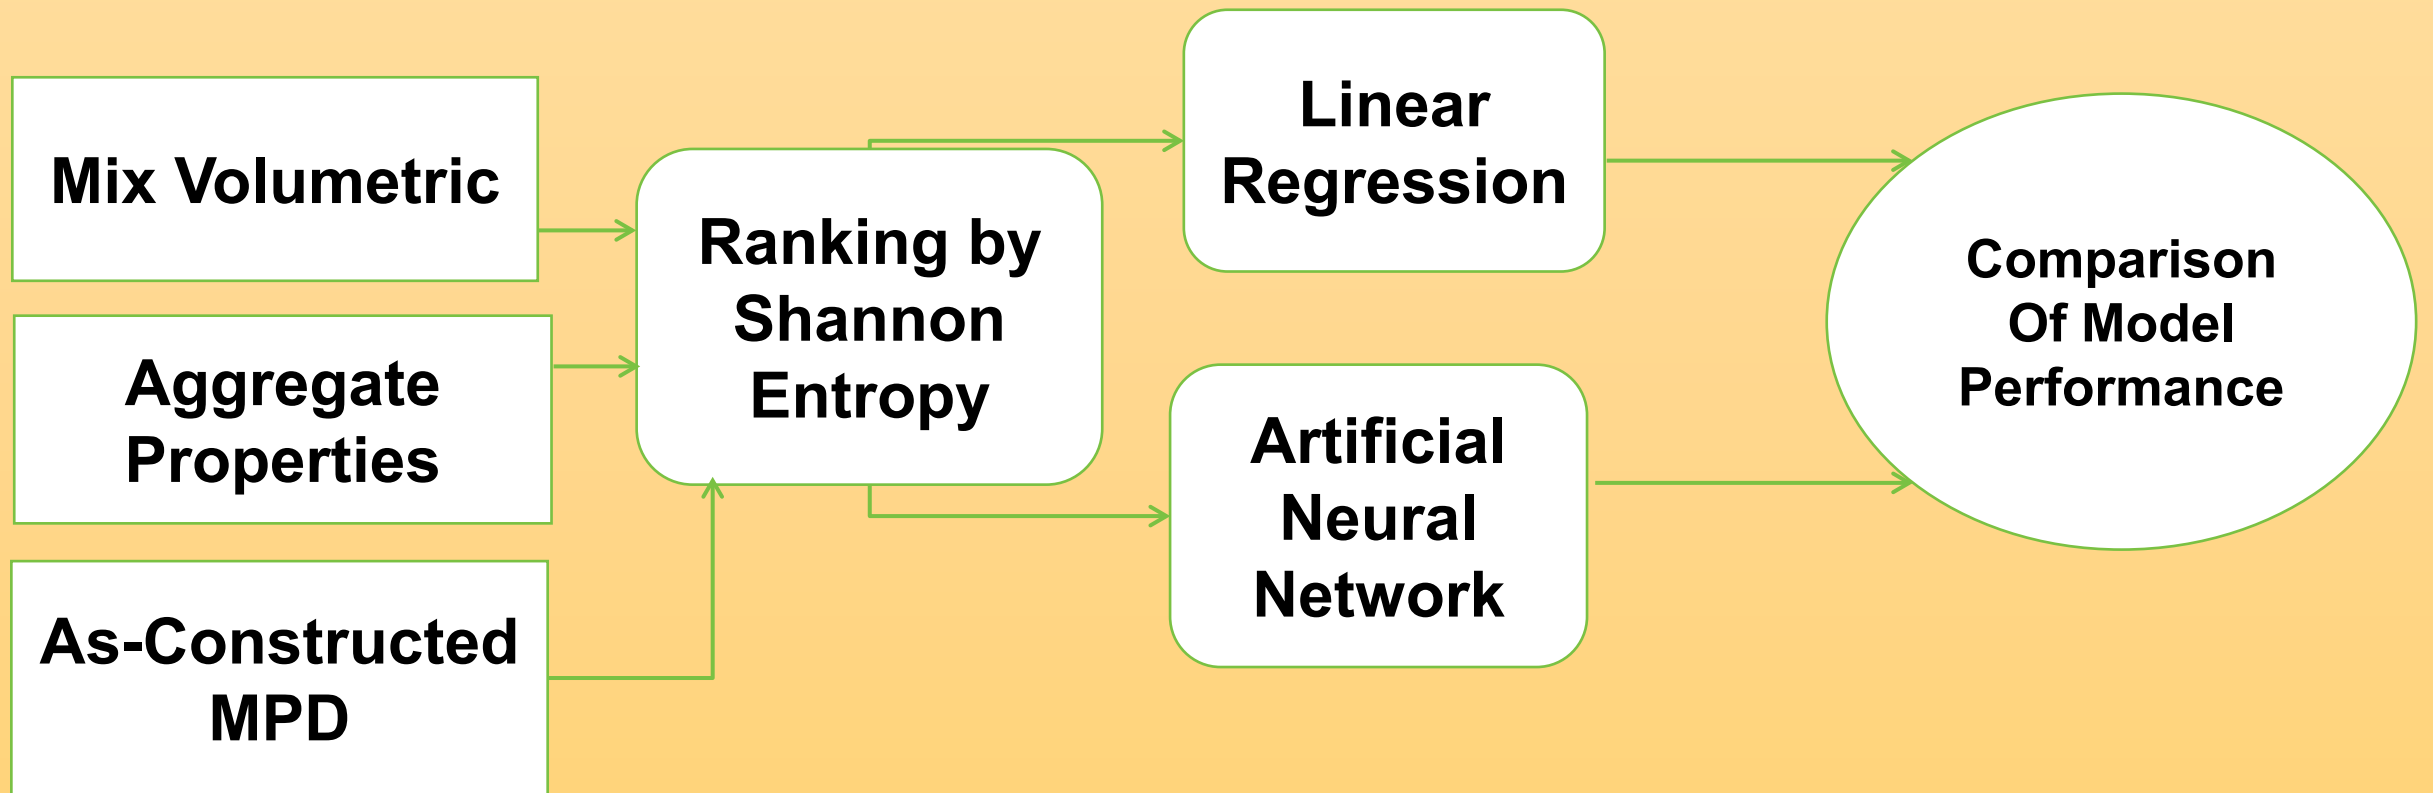 Mix Volumetric
Aggregate
Properties
As-Constructed
MPD
Ranking by
Shannon
Entropy
Linear
Regression
Artificial
Neural
Network
Comparison
Of Model
Performance